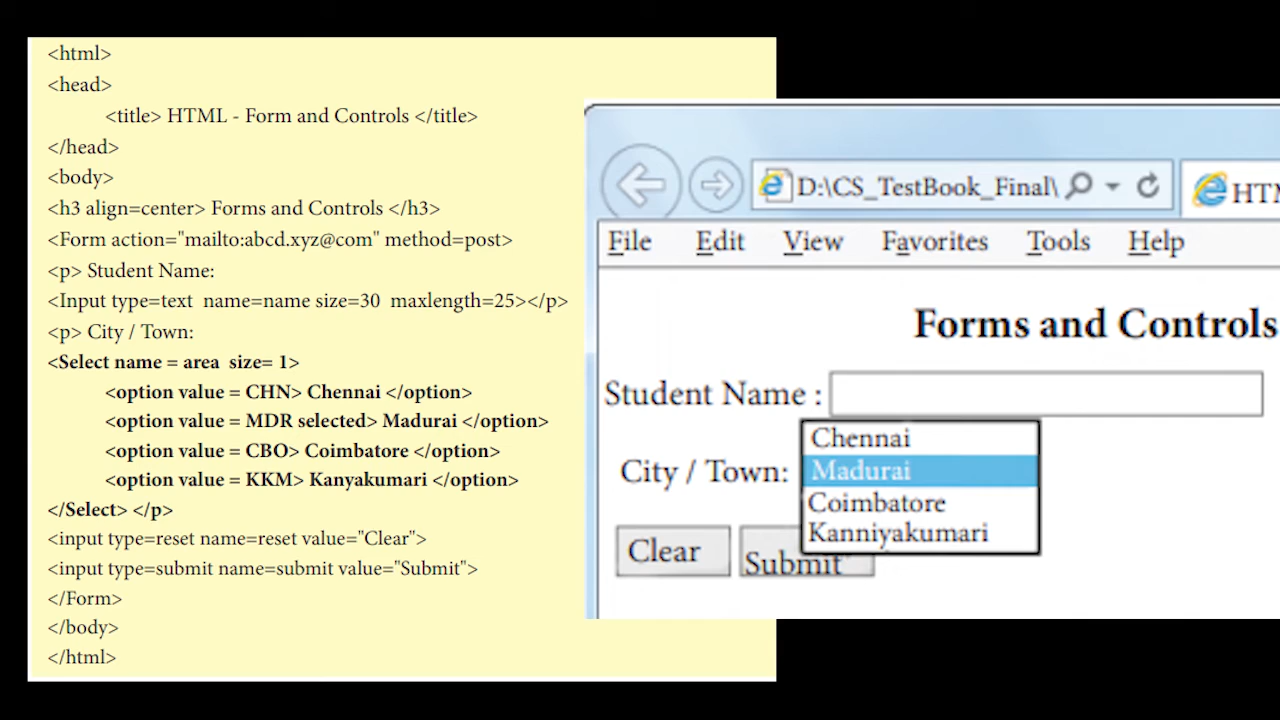 <html>
<head>
<title> HTML - Form and Controls </title>
</head>
<body>
<h3 align=center> Forms and Controls </h3>
<Form action="mailto:abcd.xyz@com" method=post>
<p> Student Name:
<Input type=text name=name size=30 maxlength=25></p>
<p> City / Town:
<Select name = area size= 1>
<option value = CHN> Chennai </option>
<option value = MDR selected> Madurai </option>
<option value = CBO> Coimbatore </option>
<option value = KKM> Kanyakumari </option>
</Select> </p>
<input type=reset name=reset value="Clear">
<input type=submit name=submit value="Submit">
</Form>
</body>
</html>
D:\CS_TestBook_Final\
HTM
File Edit View Favorites Tools Help
Forms and Controls
Student Name :
Chennai
City / Town: Madurai
Coimbatore
Kanniyakumari
Clear Submit